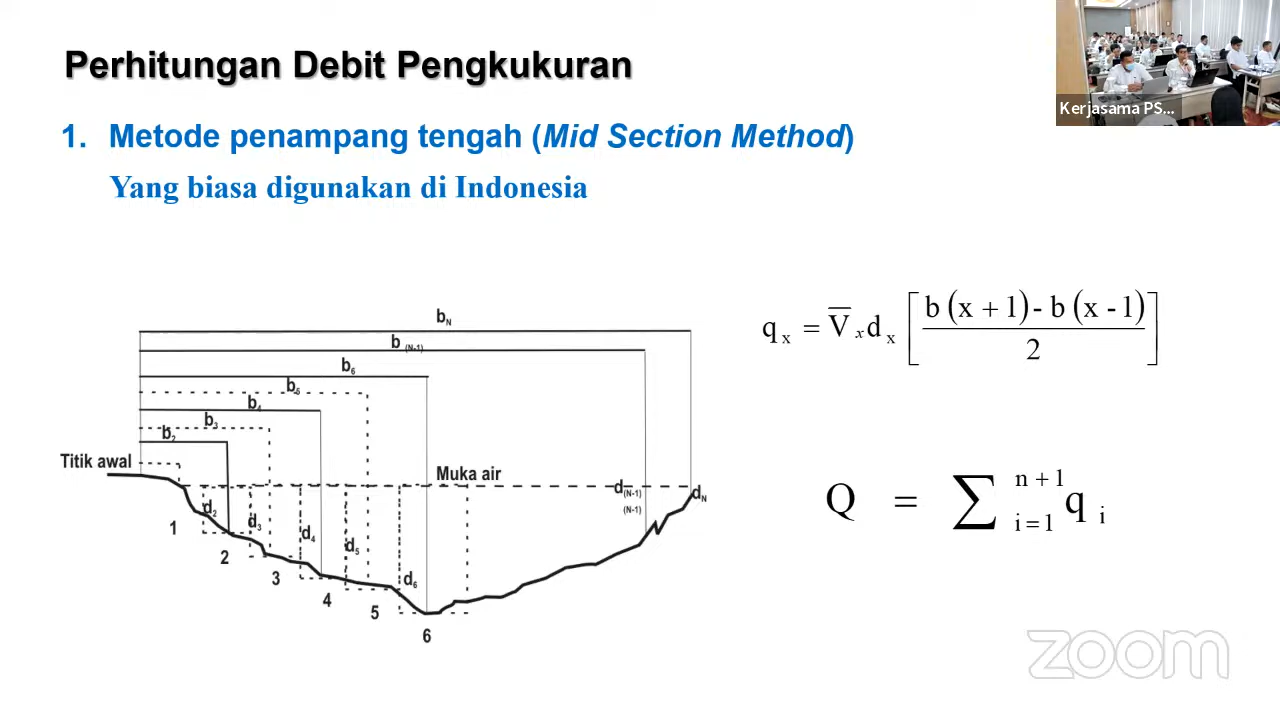 Perhitungan Debit Pengkukuran
Kerjasama PS...
1. Metode penampang tengah (Mid Section Method)
Yang biasa digunakan di Indonesia
b_N
b_(N-1)
b_6
b_5
b_4
b_3
b_2
Titik awal
Muka air
d_2
d_3
d_4
d_5
d_6
d_(N-1)
(N-1)
d_N
1
2
3
4
5
6
q_x = V̅_x d_x [ (b (x + 1) - b (x - 1)) / 2 ]
Q = ∑_{i=1}^{n+1} q_i
zoom